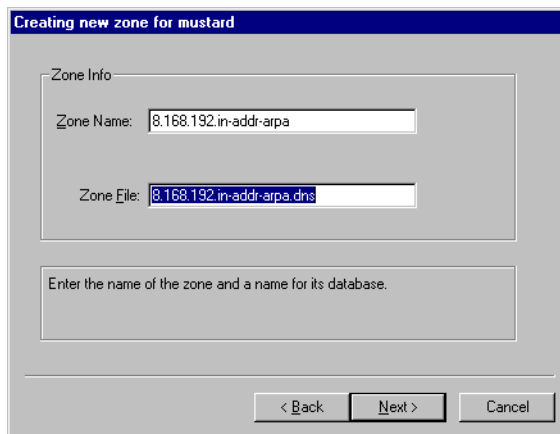 Creating new zone for mustard
Zone Info
Zone Name: 8.168.192.in-addr-arpa
Zone File: 8.168.192.in-addr-arpa.dns
Enter the name of the zone and a name for its database.
< Back Next > Cancel